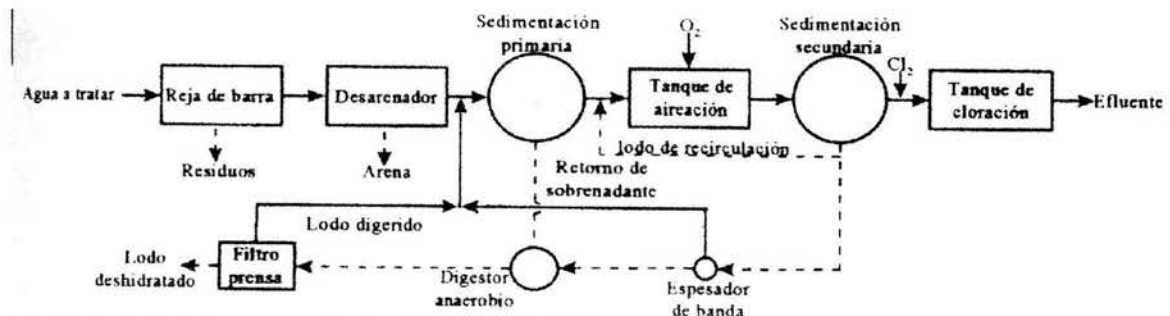 Sedimentación
primaria
O₂
Sedimentación
secundaria
Cl₂
Agua a tratar
Reja de barra
Desarenador
Tanque de
aireación
Tanque de
cloración
Efluente
Residuos
Arena
lodo de recirculación
Retorno de
sobrenadante
Lodo digerido
Lodo
deshidratado
Filtro
prensa
Digestor
anaerobio
Espesador
de banda